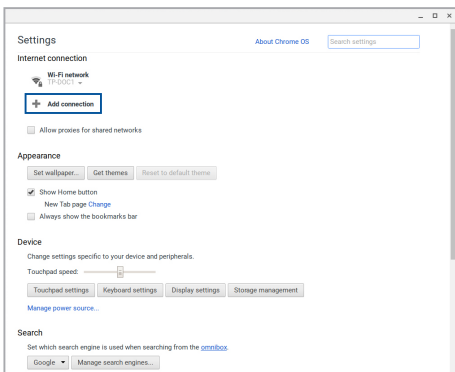 Settings
About Chrome OS
Search settings
Internet connection
Wi-Fi network
TP-DOC1
Add connection
Allow proxies for shared networks
Appearance
Set wallpaper... Get themes Reset to default theme
Show Home button
New Tab page Change
Always show the bookmarks bar
Device
Change settings specific to your device and peripherals.
Touchpad speed:
Touchpad settings Keyboard settings Display settings Storage management
Manage power source...
Search
Set which search engine is used when searching from the omnibox.
Google Manage search engines...